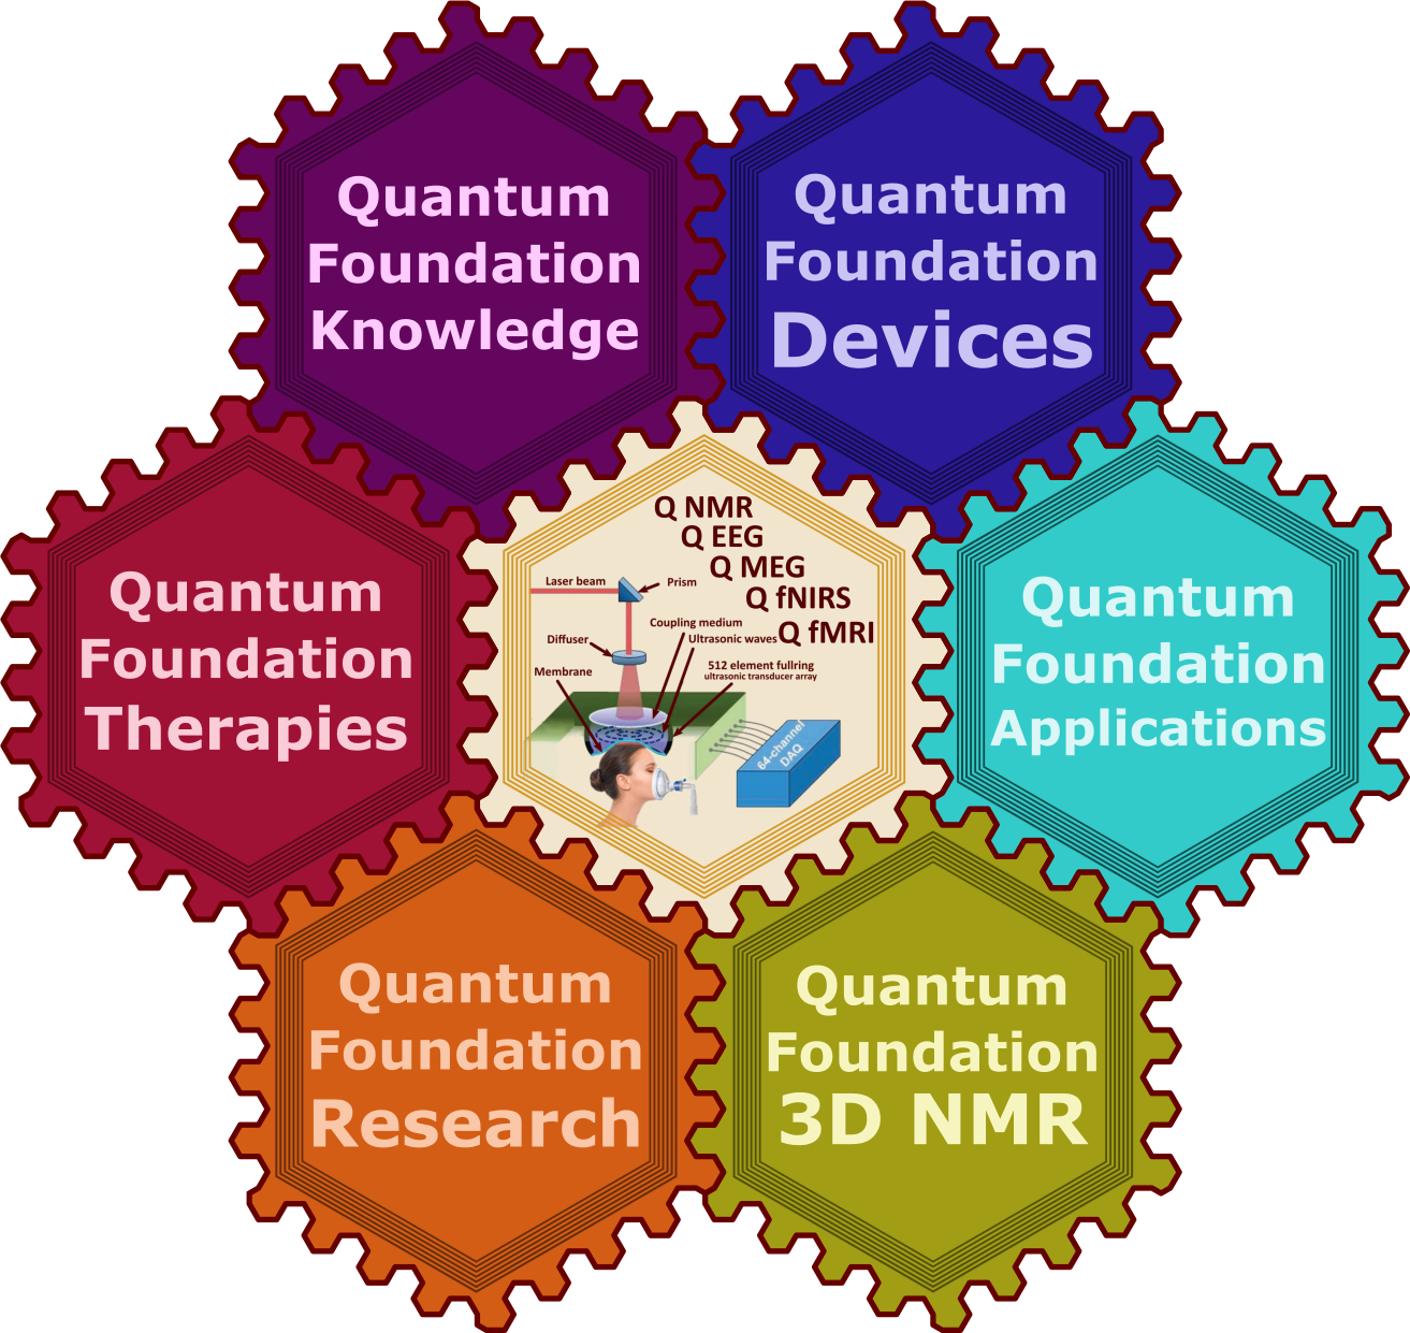 Quantum
Foundation
Knowledge
Quantum
Foundation
Devices
Quantum
Foundation
Therapies
Q NMR
Q EEG
Q MEG
Q fNIRS
Q fMRI
Laser beam
Prism
Coupling medium
Diffuser
Ultrasonic waves
Membrane
512 element fullring
ultrasonic transducer array
64-channel
DAQ
Quantum
Foundation
Applications
Quantum
Foundation
Research
Quantum
Foundation
3D NMR